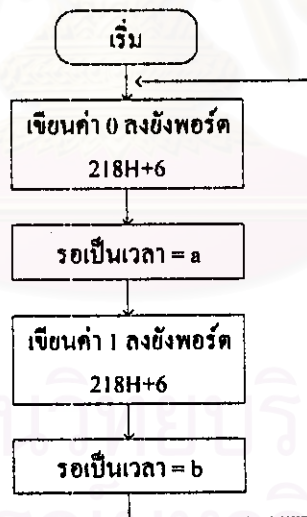 เริ่ม
เขียนค่า 0 ลงยังพอร์ต
218H+6
รอเป็นเวลา = a
เขียนค่า 1 ลงยังพอร์ต
218H+6
รอเป็นเวลา = b